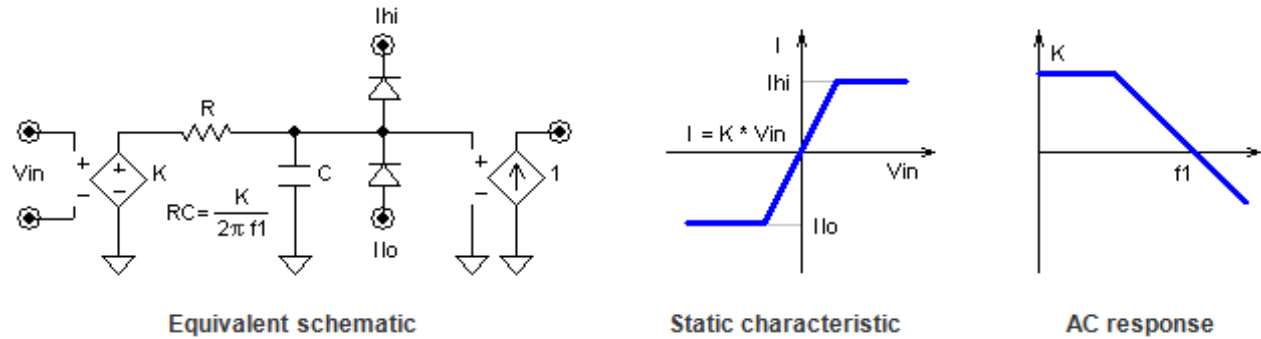 Ihi
R
Vin
+
−
+
−
K
C
RC= K / 2π f1
Ilo
+
−
1
Equivalent schematic
I
Ihi
I = K * Vin
Vin
Ilo
Static characteristic
K
f1
AC response